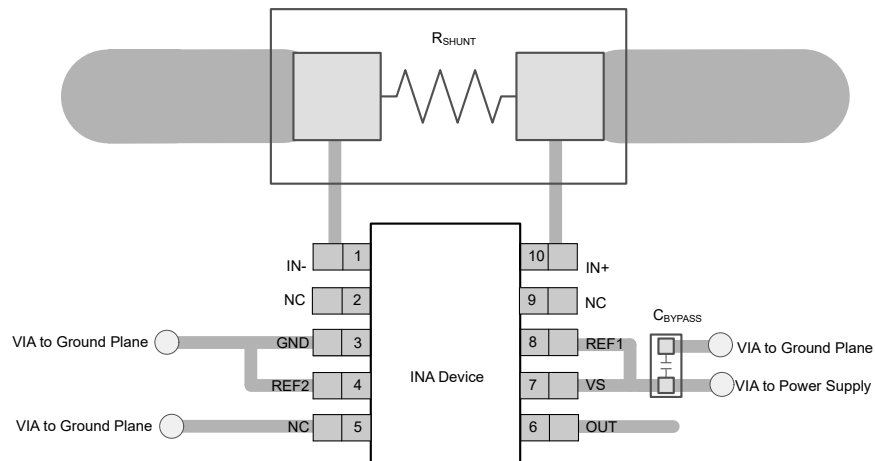 RSHUNT
IN- 1 10 IN+
NC 2 9 NC
CBYPASS
VIA to Ground Plane GND 3 8 REF1 VIA to Ground Plane
INA Device
REF2 4 7 VS VIA to Power Supply
VIA to Ground Plane NC 5 6 OUT